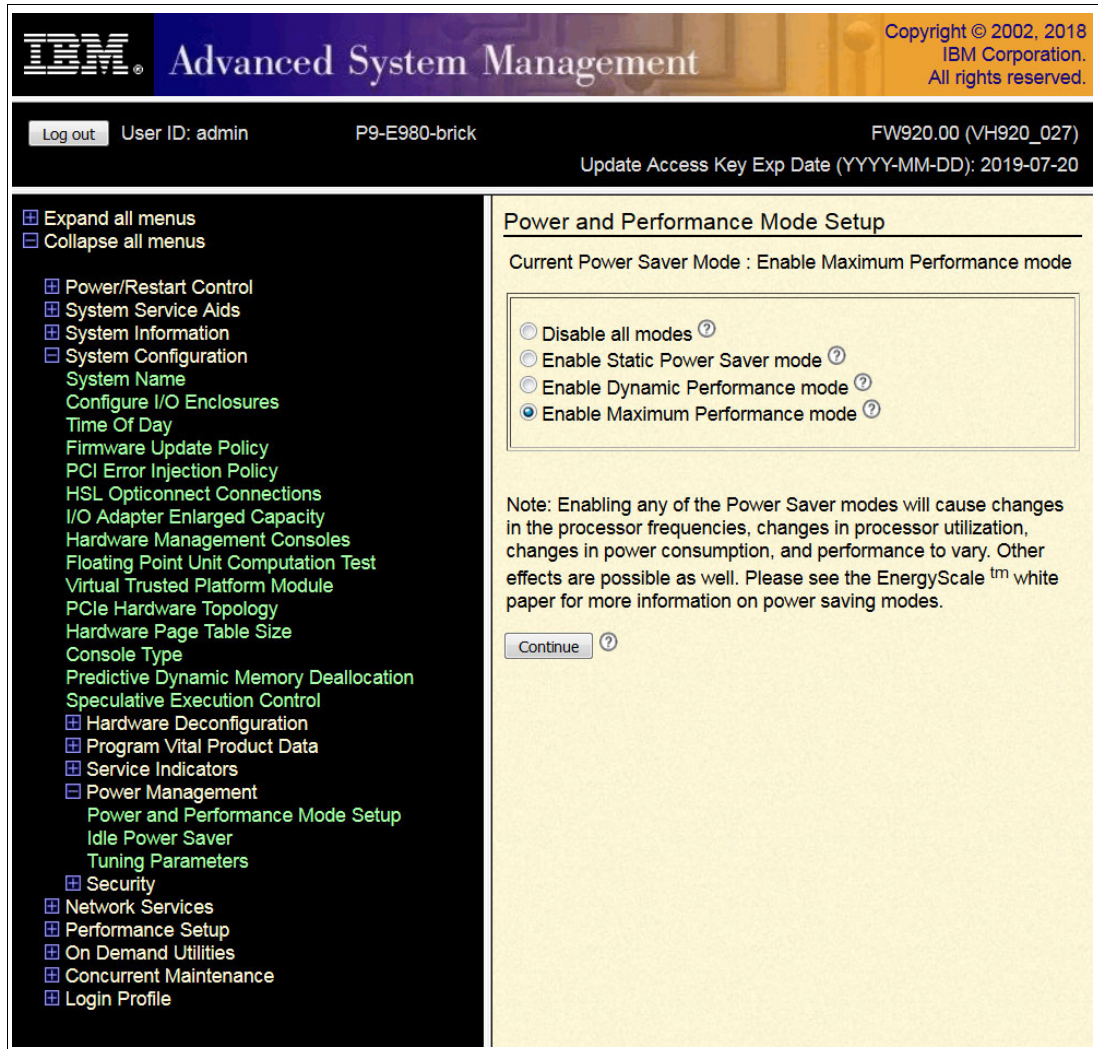 IBM® Advanced System Management
Copyright © 2002, 2018
IBM Corporation.
All rights reserved.
Log out User ID: admin P9-E980-brick FW920.00 (VH920_027)
Update Access Key Exp Date (YYYY-MM-DD): 2019-07-20
Expand all menus
Collapse all menus
Power/Restart Control
System Service Aids
System Information
System Configuration
System Name
Configure I/O Enclosures
Time Of Day
Firmware Update Policy
PCI Error Injection Policy
HSL Opticonnect Connections
I/O Adapter Enlarged Capacity
Hardware Management Consoles
Floating Point Unit Computation Test
Virtual Trusted Platform Module
PCIe Hardware Topology
Hardware Page Table Size
Console Type
Predictive Dynamic Memory Deallocation
Speculative Execution Control
Hardware Deconfiguration
Program Vital Product Data
Service Indicators
Power Management
Power and Performance Mode Setup
Idle Power Saver
Tuning Parameters
Security
Network Services
Performance Setup
On Demand Utilities
Concurrent Maintenance
Login Profile
Power and Performance Mode Setup
Current Power Saver Mode : Enable Maximum Performance mode
Disable all modes ?
Enable Static Power Saver mode ?
Enable Dynamic Performance mode ?
Enable Maximum Performance mode ?
Note: Enabling any of the Power Saver modes will cause changes
in the processor frequencies, changes in processor utilization,
changes in power consumption, and performance to vary. Other
effects are possible as well. Please see the EnergyScale tm white
paper for more information on power saving modes.
Continue ?